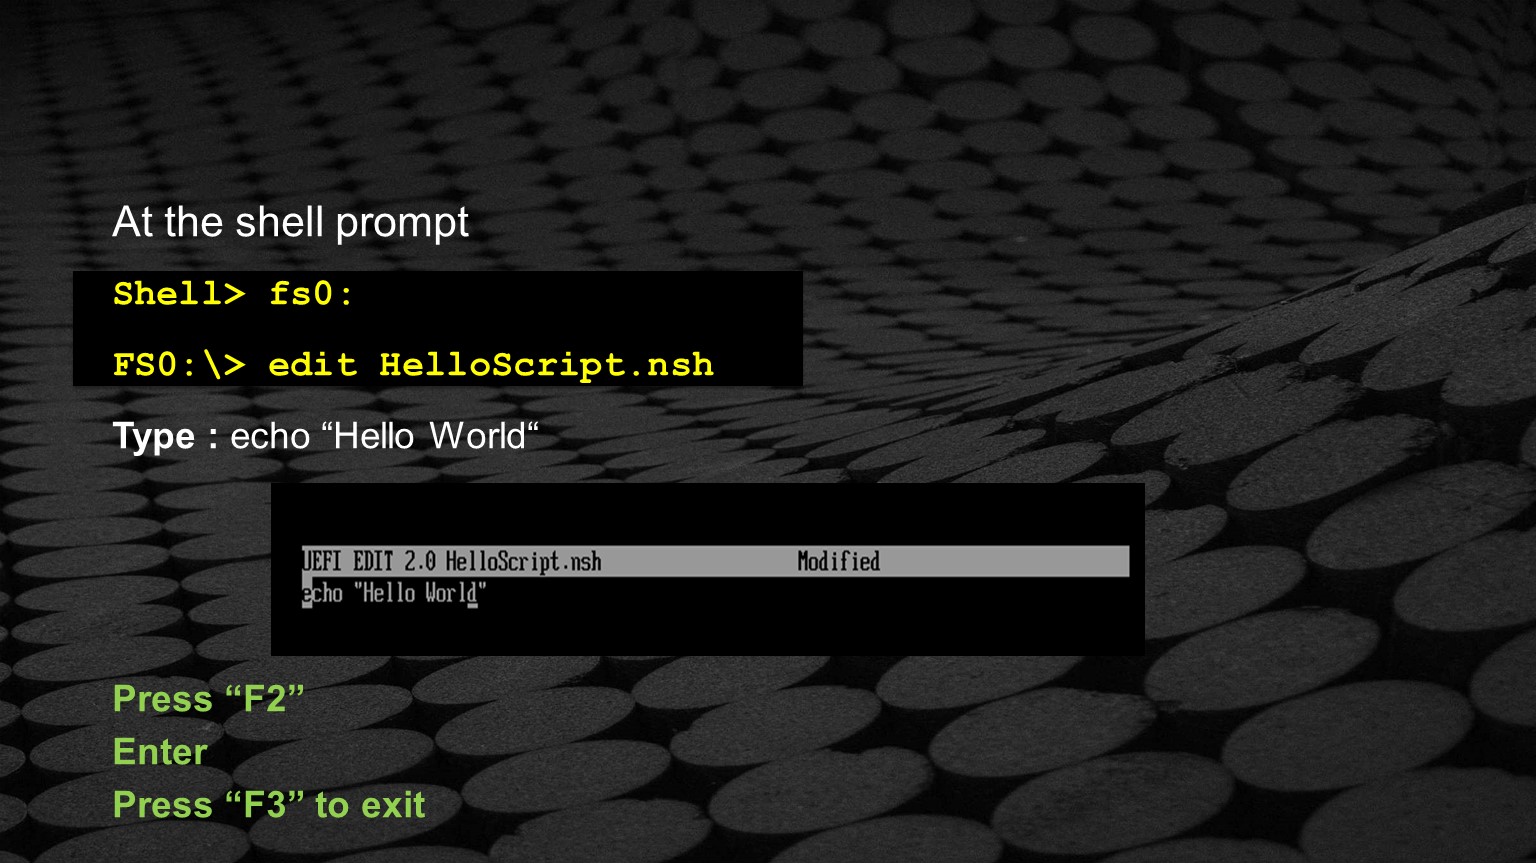 At the shell prompt
Shell> fs0:
FS0:\> edit HelloScript.nsh
Type : echo “Hello World“
UEFI EDIT 2.0 HelloScript.nsh Modified
echo "Hello World"
Press “F2”
Enter
Press “F3” to exit